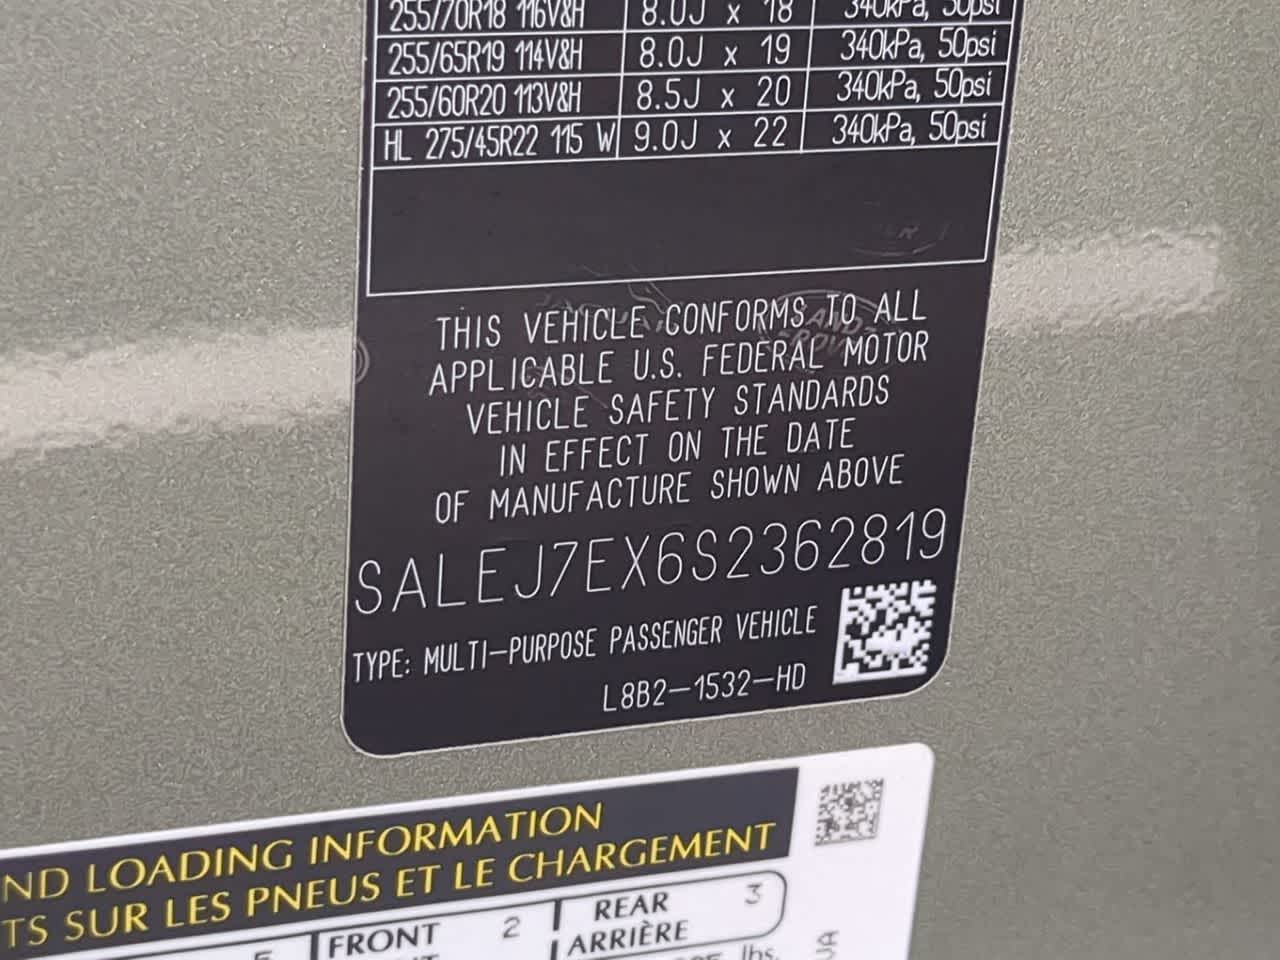 255/70R18 116V&H 8.0J x 18 340kPa, 50psi
255/65R19 114V&H 8.0J x 19 340kPa, 50psi
255/60R20 113V&H 8.5J x 20 340kPa, 50psi
HL 275/45R22 115 W 9.0J x 22 340kPa, 50psi
THIS VEHICLE CONFORMS TO ALL
APPLICABLE U.S. FEDERAL MOTOR
VEHICLE SAFETY STANDARDS
IN EFFECT ON THE DATE
OF MANUFACTURE SHOWN ABOVE
SALEJ7EX6S2362819
TYPE: MULTI-PURPOSE PASSENGER VEHICLE
L8B2-1532-HD
ND LOADING INFORMATION
TS SUR LES PNEUS ET LE CHARGEMENT
FRONT 2 REAR 3
ARRIÈRE
lbs.